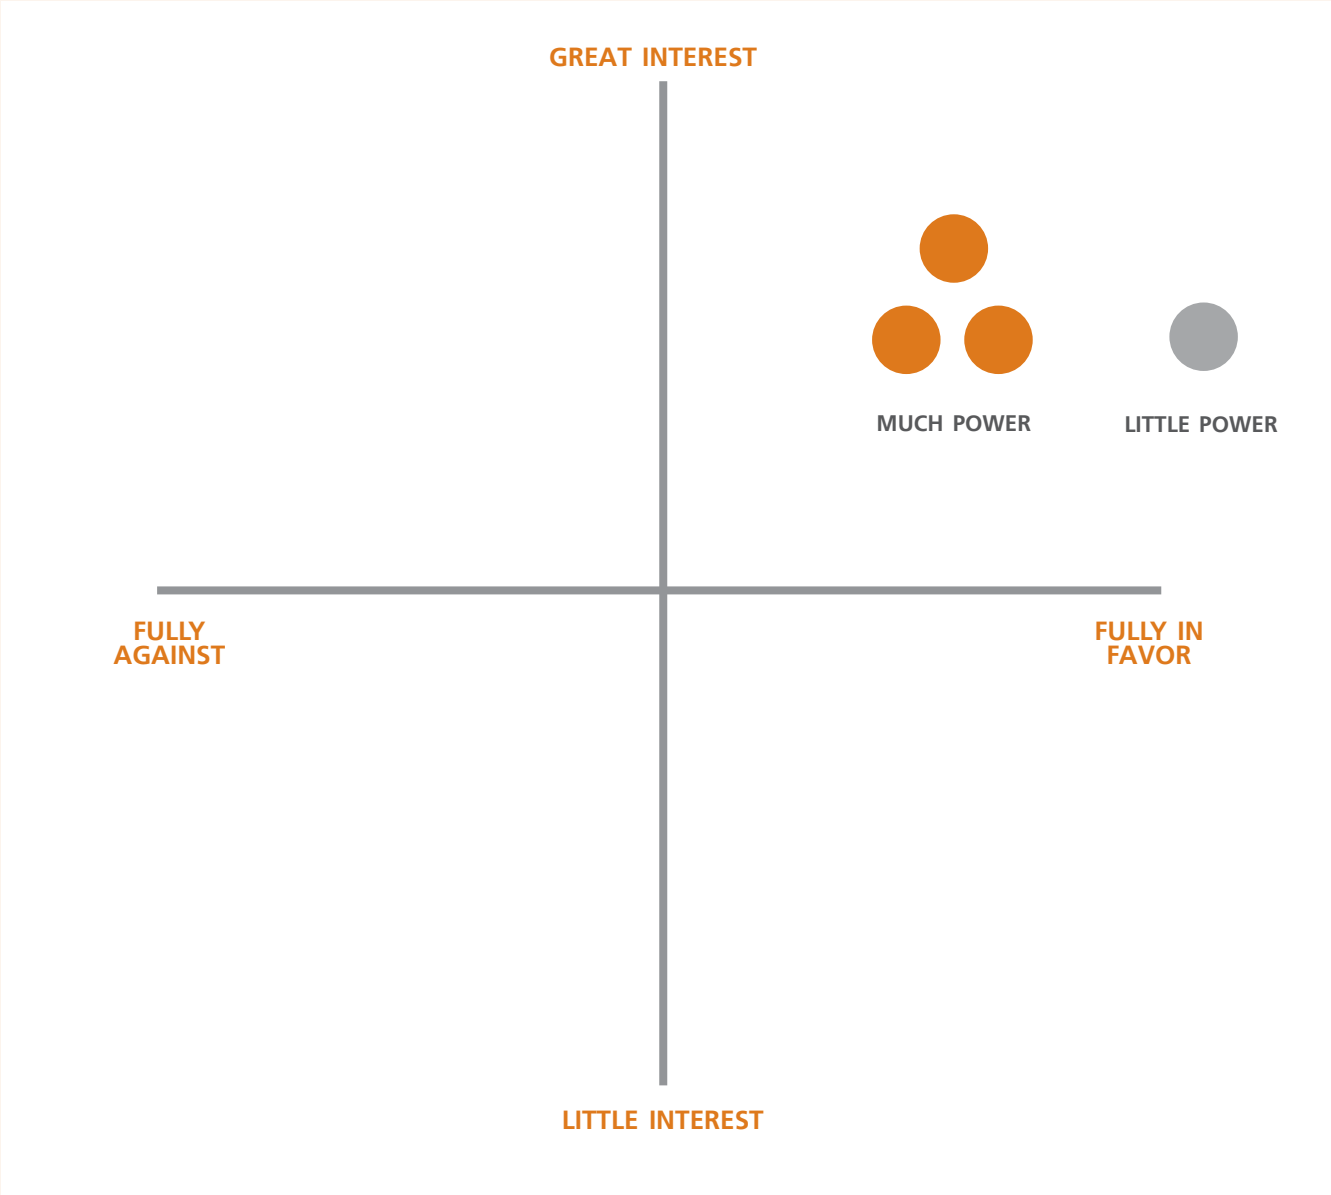 GREAT INTEREST
MUCH POWER
LITTLE POWER
FULLY
AGAINST
FULLY IN
FAVOR
LITTLE INTEREST